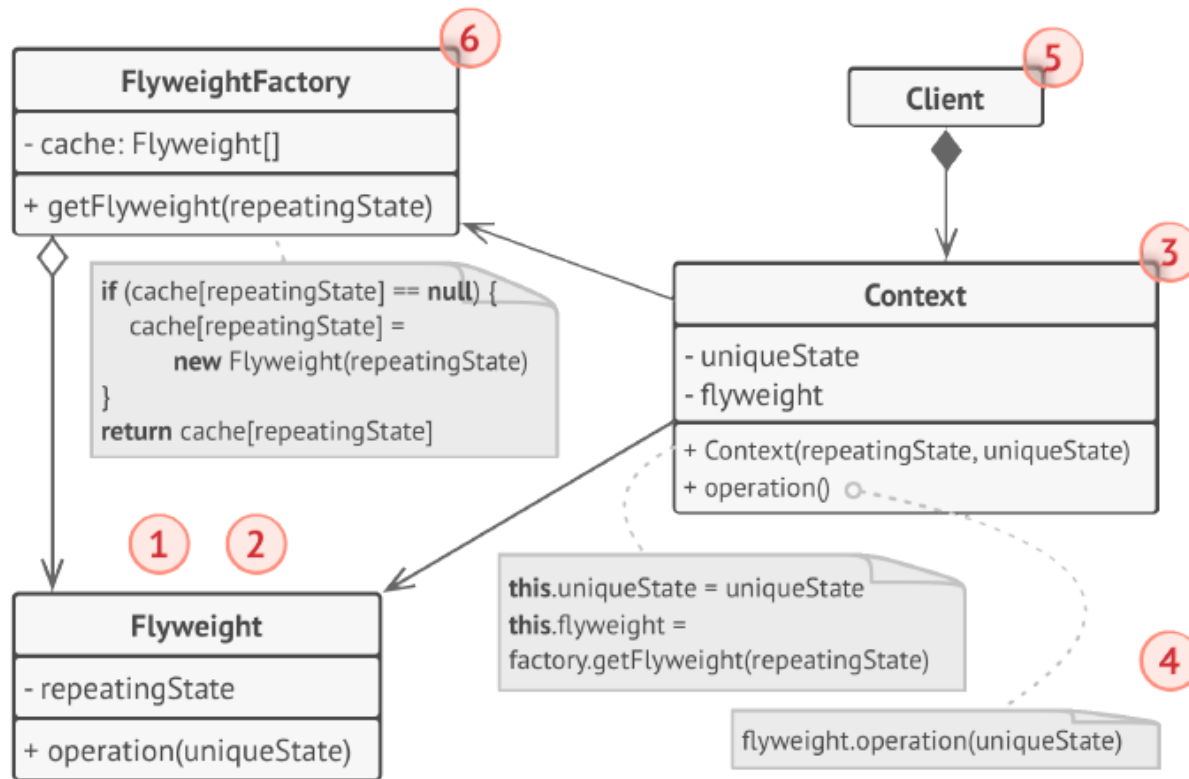 6
FlyweightFactory
- cache: Flyweight[]
+ getFlyweight(repeatingState)
if (cache[repeatingState] == null) {
cache[repeatingState] =
new Flyweight(repeatingState)
}
return cache[repeatingState]
5
Client
3
Context
- uniqueState
- flyweight
+ Context(repeatingState, uniqueState)
+ operation()
1
2
Flyweight
- repeatingState
+ operation(uniqueState)
this.uniqueState = uniqueState
this.flyweight =
factory.getFlyweight(repeatingState)
4
flyweight.operation(uniqueState)